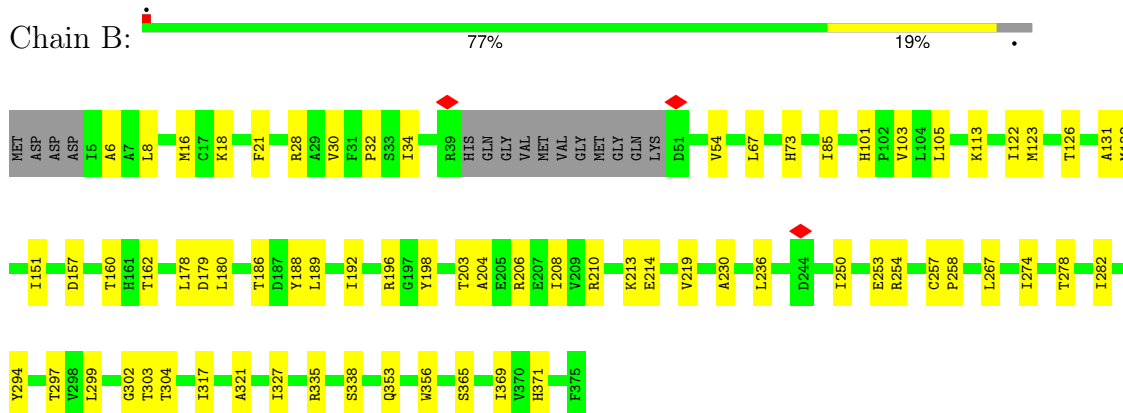 Chain B:
77% 19%
MET ASP ASP ASP I5 A6 A7 L8 M16 C17 K18 F21 R28 A29 V30 F31 P32 S33 I34 R39 HIS GLN GLY VAL MET VAL GLY MET GLY GLN LYS D51 V54 L67 H73 I85 H101 P102 V103 L104 L105 K113 I122 M123 T126 A131
I151 D157 T160 H161 T162 L178 D179 L180 T186 D187 Y188 L189 I192 R196 G197 Y198 T203 A204 E205 R206 E207 I208 V209 R210 K213 E214 V219 A230 L236 D244 I250 E253 R254 C257 P258 L267 I274 T278 I282
Y294 T297 V298 L299 G302 T303 T304 I317 A321 I327 R335 S338 Q353 W356 S365 I369 V370 H371 F375